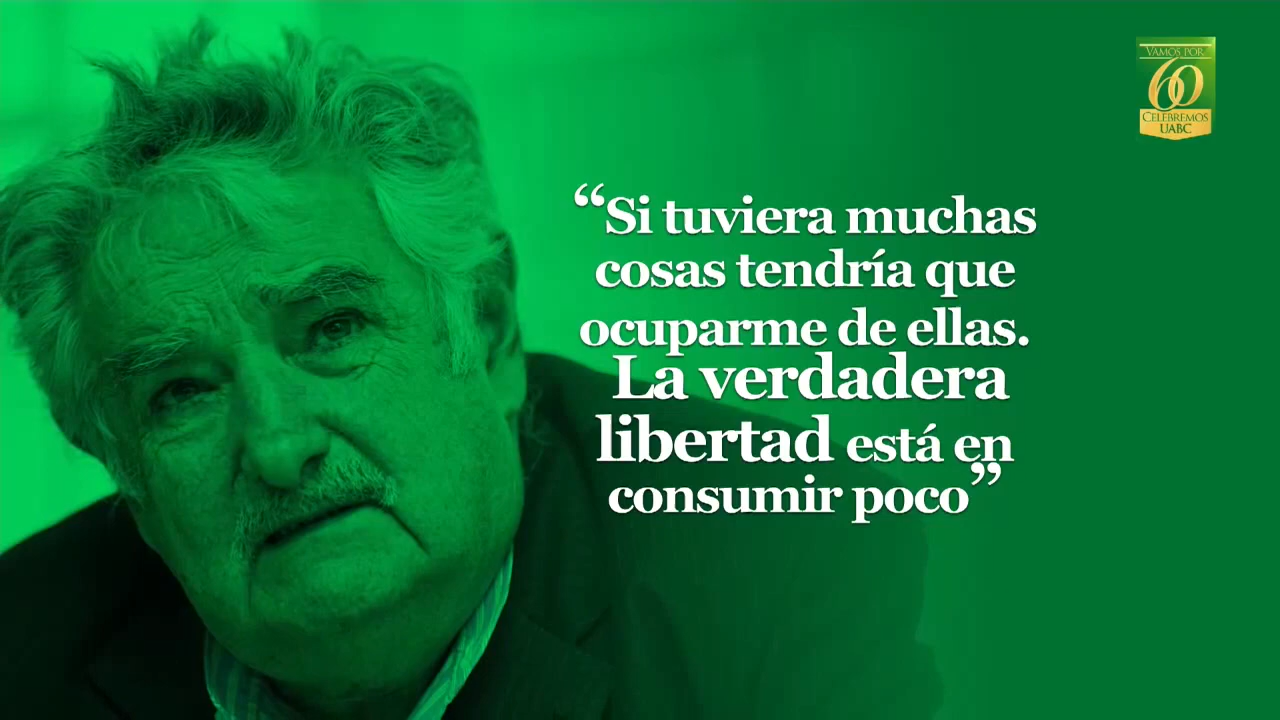 VAMOS POR
60
CELEBREMOS
UABC
“Si tuviera muchas
cosas tendría que
ocuparme de ellas.
La verdadera
libertad está en
consumir poco”